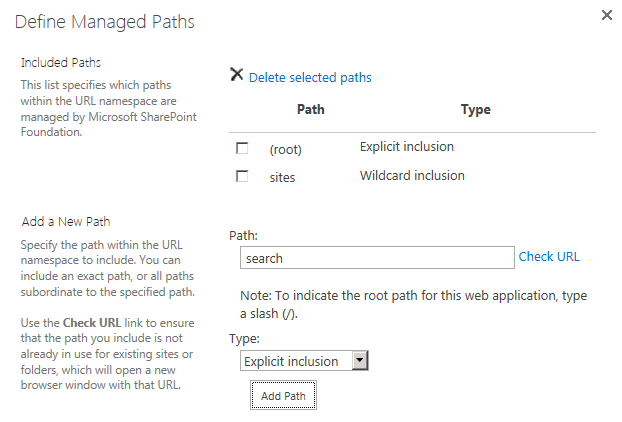 Define Managed Paths
Included Paths
This list specifies which paths
within the URL namespace are
managed by Microsoft SharePoint
Foundation.
Delete selected paths
Path Type
(root) Explicit inclusion
sites Wildcard inclusion
Add a New Path
Specify the path within the URL
namespace to include. You can
include an exact path, or all paths
subordinate to the specified path.
Use the Check URL link to ensure
that the path you include is not
already in use for existing sites or
folders, which will open a new
browser window with that URL.
Path:
search Check URL
Note: To indicate the root path for this web application, type
a slash (/).
Type:
Explicit inclusion
Add Path